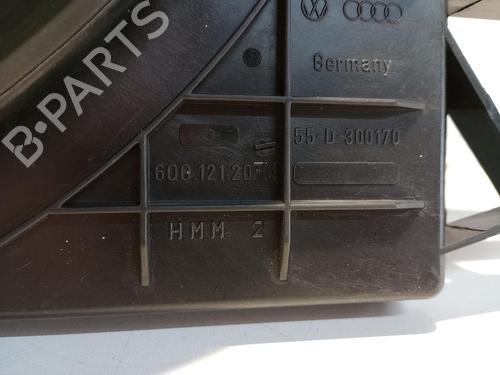 B-PARTS
Germany
55-D-300170
6Q0.121.207
HMM 2